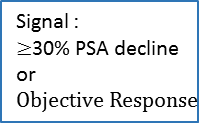 Signal :
≥30% PSA decline
or
Objective Response